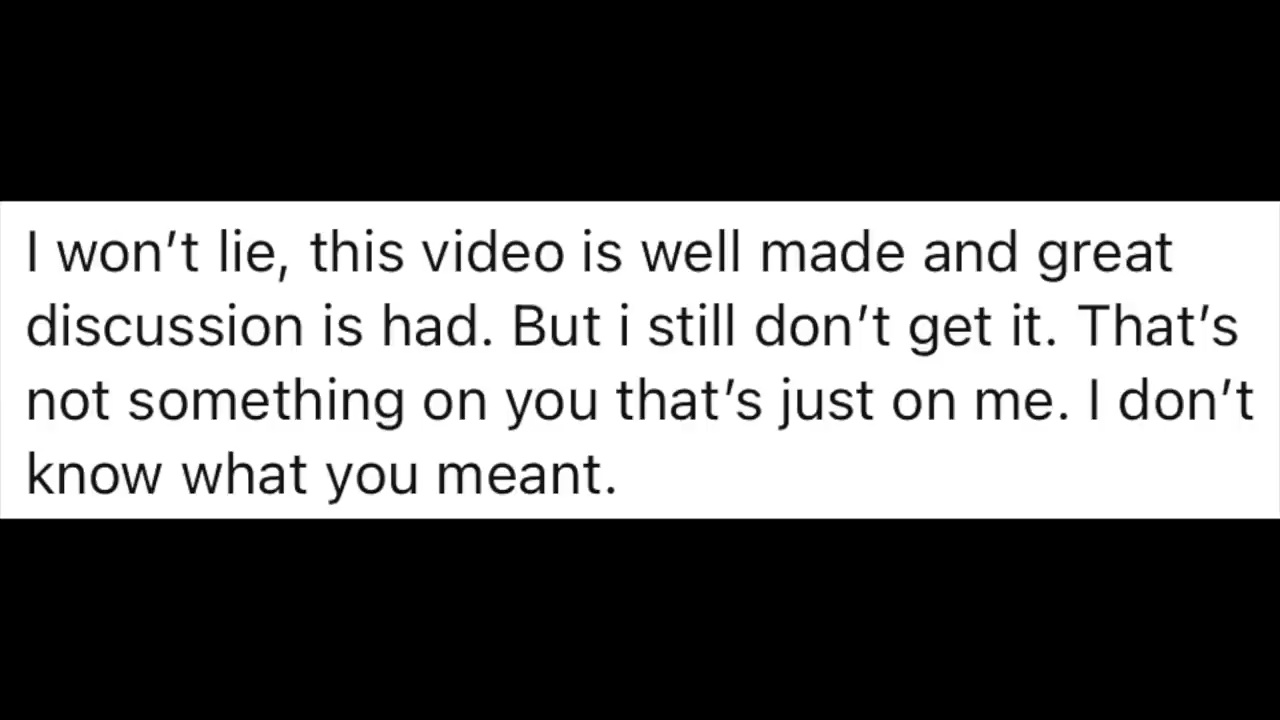 I won’t lie, this video is well made and great
discussion is had. But i still don’t get it. That’s
not something on you that’s just on me. I don’t
know what you meant.